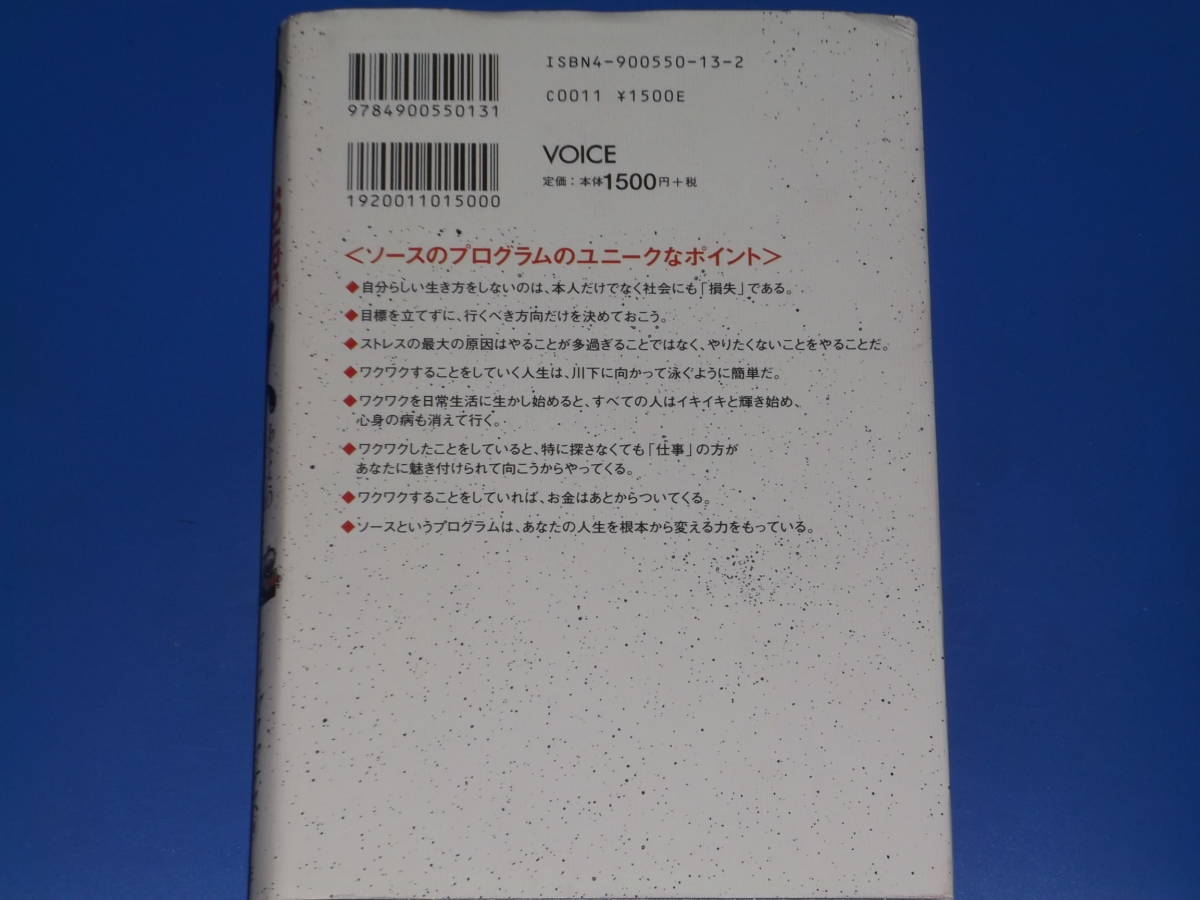 ISBN4-900550-13-2
9784900550131
C0011 ¥1500E
VOICE
定価：本体1500円＋税
1920011015000
＜ソースのプログラムのユニークなポイント＞
◆自分らしい生き方をしないのは、本人だけでなく社会にも「損失」である。
◆目標を立てずに、行くべき方向だけを決めておこう。
◆ストレスの最大の原因はやることが多過ぎることではなく、やりたくないことをやることだ。
◆ワクワクすることをしていく人生は、川下に向かって泳ぐように簡単だ。
◆ワクワクを日常生活に生かし始めると、すべての人はイキイキと輝き始め、
心身の病も消えて行く。
◆ワクワクしたことをしていると、特に探さなくても「仕事」の方が
あなたに魅き付けられて向こうからやってくる。
◆ワクワクすることをしていれば、お金はあとからついてくる。
◆ソースというプログラムは、あなたの人生を根本から変える力をもっている。